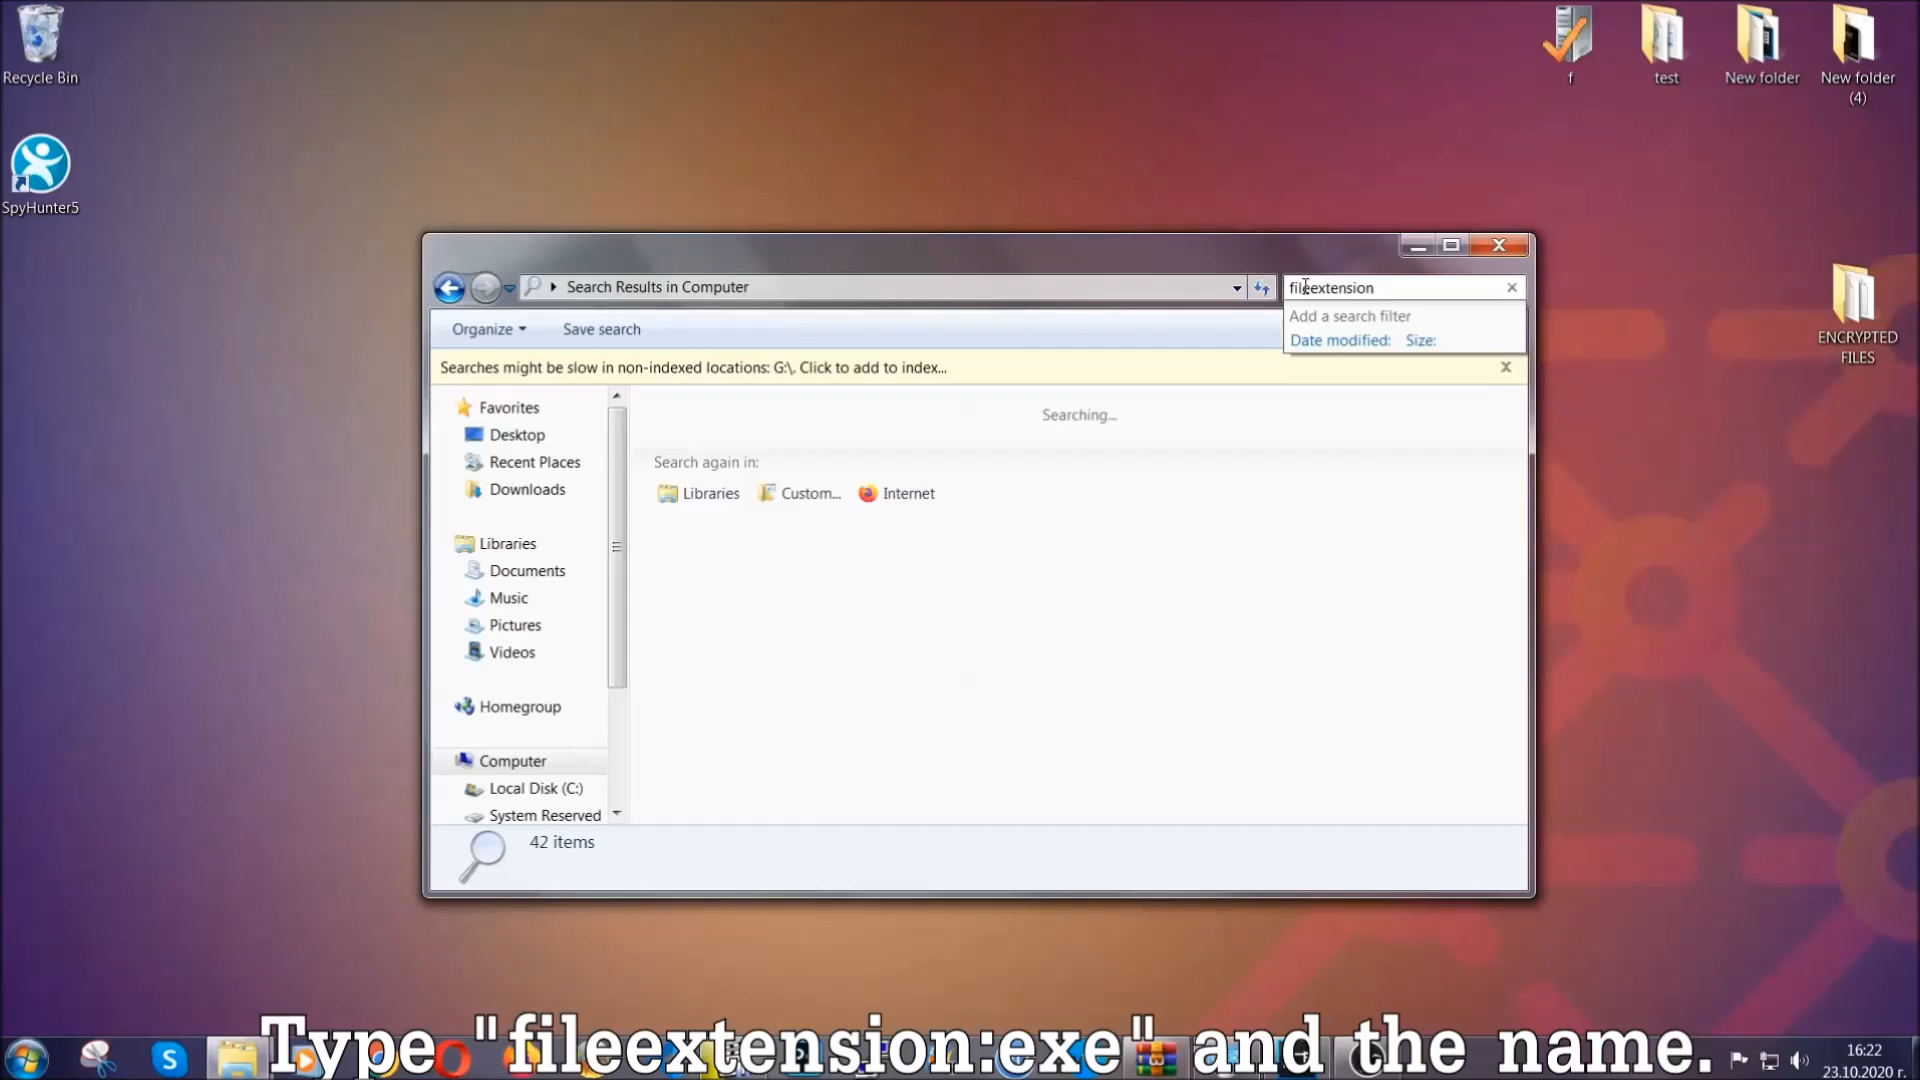 Recycle Bin
SpyHunter5
f
test
New folder
New folder
(4)
ENCRYPTED
FILES
Search Results in Computer
fileextension
Add a search filter
Date modified: Size:
Organize
Save search
Searches might be slow in non-indexed locations: G:\. Click to add to index...
Favorites
Desktop
Recent Places
Downloads
Libraries
Documents
Music
Pictures
Videos
Homegroup
Computer
Local Disk (C:)
System Reserved
Searching...
Search again in:
Libraries
Custom...
Internet
42 items
Type "fileextension:exe" and the name.
16:22
23.10.2020 г.